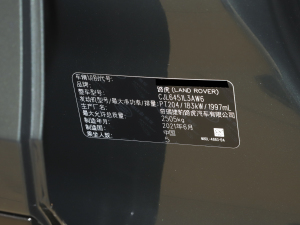 车辆识别代号:
品牌: 路虎 (LAND ROVER)
整车型号: CJL6451L3AW6
发动机型号/最大净功率/排量: PT204/183kW/1997mL
生产厂名: 奇瑞捷豹路虎汽车有限公司
最大允许总质量: 2505kg
制造年月: 2021年6月
制造国: 中国
乘坐人数: 5